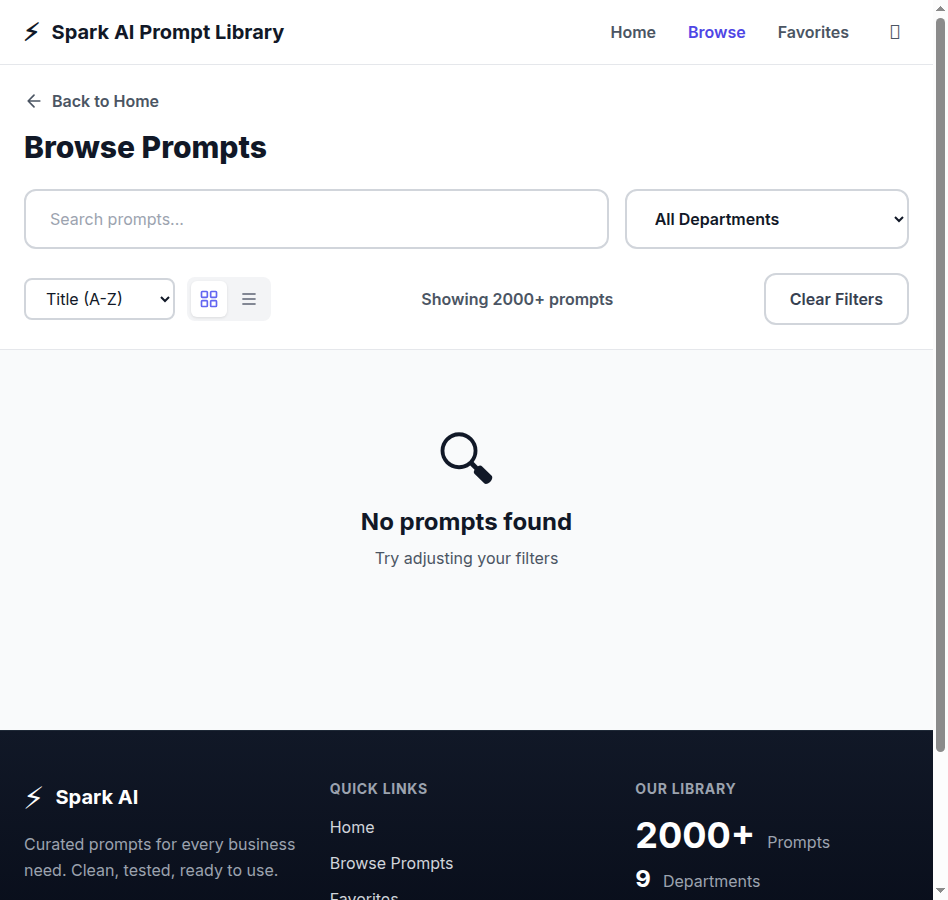 Spark AI Prompt Library
Home
Browse
Favorites
Back to Home
Browse Prompts
Search prompts...
All Departments
Title (A-Z)
Showing 2000+ prompts
Clear Filters
No prompts found
Try adjusting your filters
Spark AI
Curated prompts for every business
need. Clean, tested, ready to use.
QUICK LINKS
Home
Browse Prompts
Favorites
OUR LIBRARY
2000+ Prompts
9 Departments